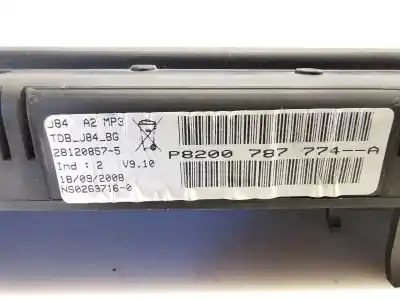 J84 A2 MP3
TDB_J84_BG
28120857-5
Ind : 2 V9.10
18/09/2008
NS0263716-0
P8200 787 774--A